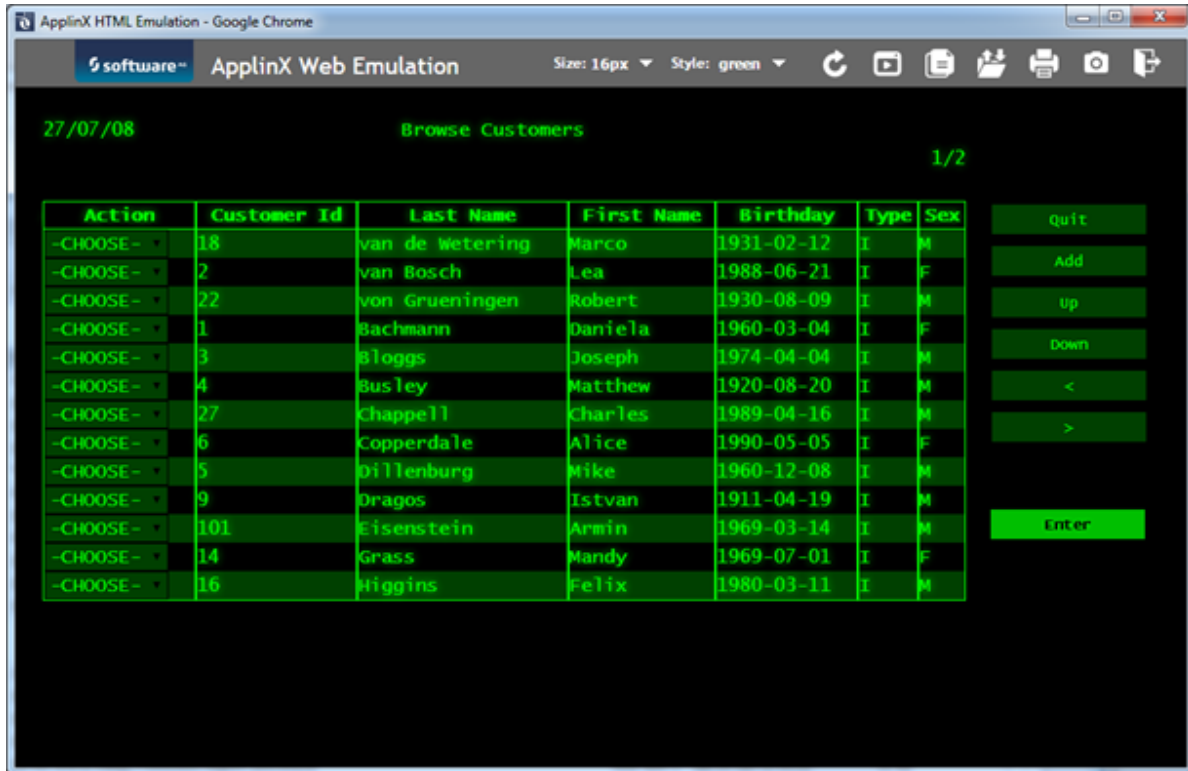 ApplinX HTML Emulation - Google Chrome
software AG ApplinX Web Emulation Size: 16px Style: green
27/07/08 Browse Customers
1/2
Action Customer Id Last Name First Name Birthday Type Sex
-CHOOSE- 18 van de Wetering Marco 1931-02-12 I M
-CHOOSE- 2 van Bosch Lea 1988-06-21 I F
-CHOOSE- 22 von Grueningen Robert 1930-08-09 I M
-CHOOSE- 1 Bachmann Daniela 1960-03-04 I F
-CHOOSE- 3 Bloggs Joseph 1974-04-04 I M
-CHOOSE- 4 Busley Matthew 1920-08-20 I M
-CHOOSE- 27 Chappell Charles 1989-04-16 I M
-CHOOSE- 6 Copperdale Alice 1990-05-05 I F
-CHOOSE- 5 Dillenburg Mike 1960-12-08 I M
-CHOOSE- 9 Dragos Istvan 1911-04-19 I M
-CHOOSE- 101 Eisenstein Armin 1969-03-14 I M
-CHOOSE- 14 Grass Mandy 1969-07-01 I F
-CHOOSE- 16 Higgins Felix 1980-03-11 I M
Quit
Add
Up
Down
<
>
Enter